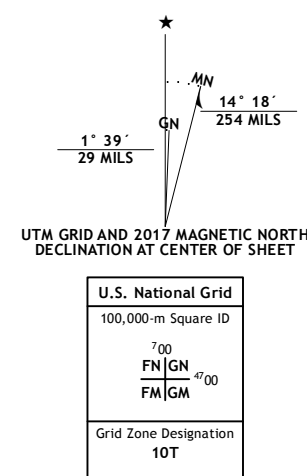 ★
MN
GN
1° 39´
29 MILS
14° 18´
254 MILS
UTM GRID AND 2017 MAGNETIC NORTH
DECLINATION AT CENTER OF SHEET
U.S. National Grid
100,000-m Square ID
⁷00
FN GN
⁴⁷00
FM GM
Grid Zone Designation
10T